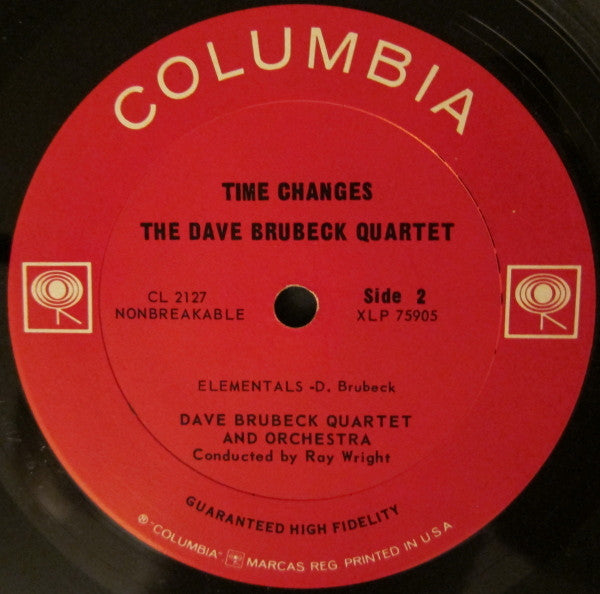 COLUMBIA
TIME CHANGES
THE DAVE BRUBECK QUARTET
CL 2127
NONBREAKABLE
Side 2
XLP 75905
ELEMENTALS -D. Brubeck
DAVE BRUBECK QUARTET
AND ORCHESTRA
Conducted by Ray Wright
GUARANTEED HIGH FIDELITY
® "COLUMBIA" MARCAS REG. PRINTED IN U S A